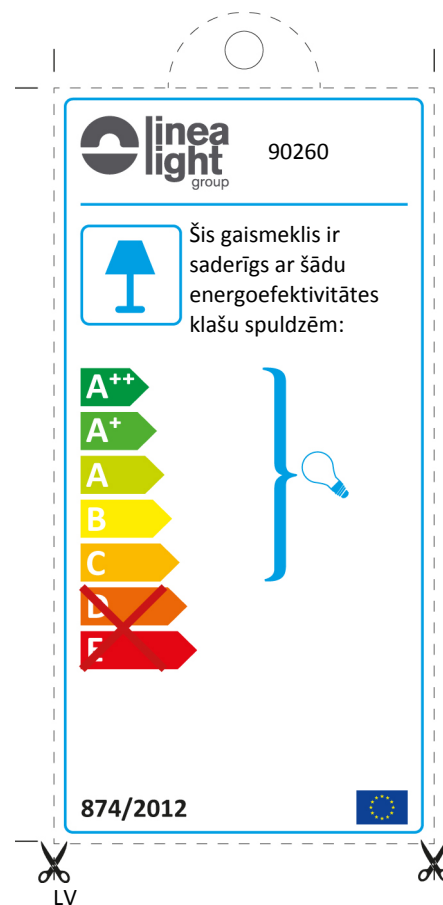 linea
light
group
90260
Šis gaismeklis ir
saderīgs ar šādu
energoefektivitātes
klašu spuldzēm:
A++
A+
A
B
C
D
E
874/2012
LV